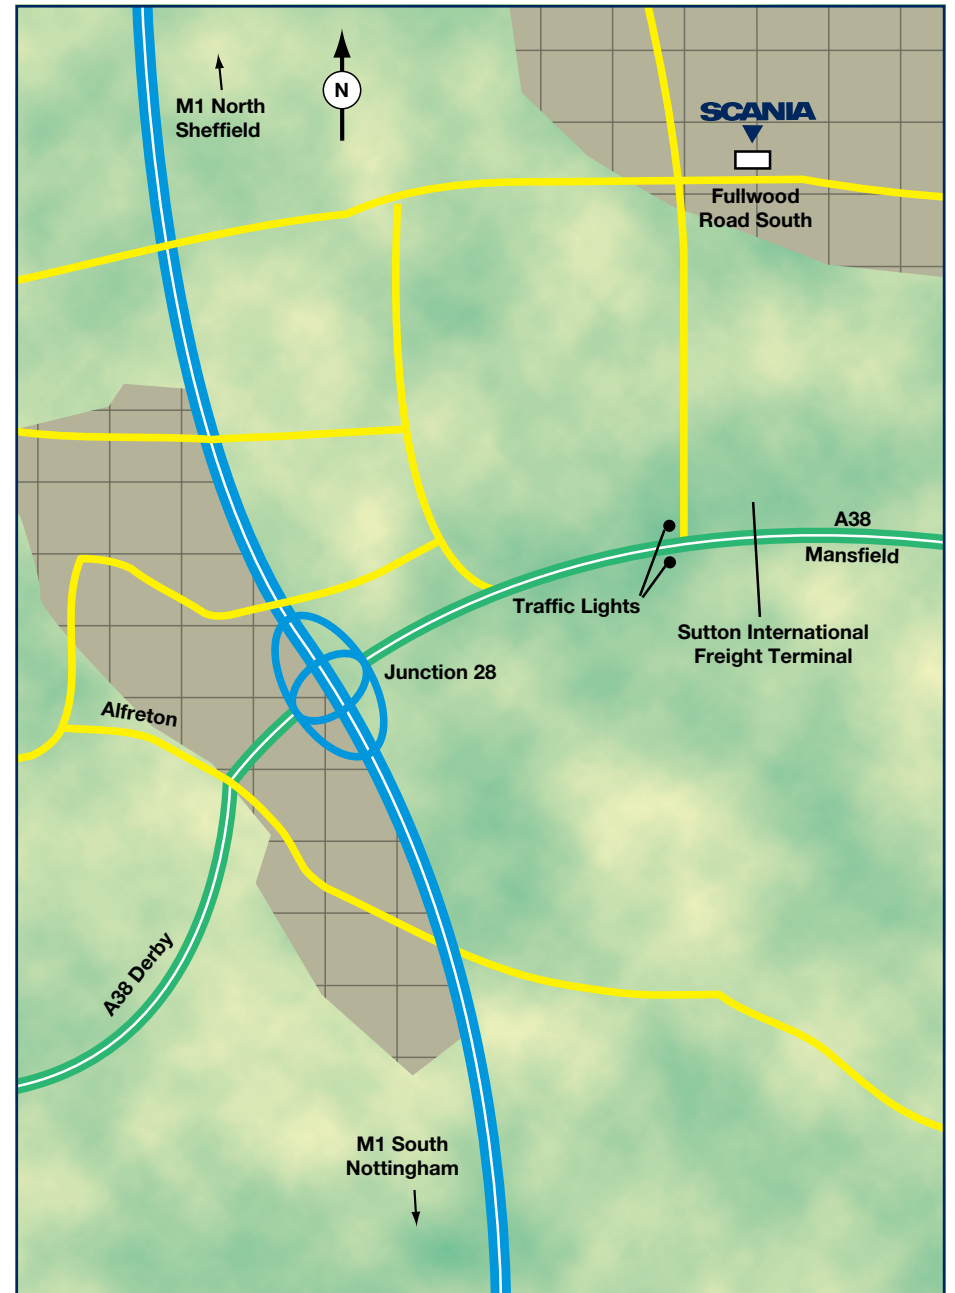 M1 North
Sheffield
N
SCANIA
Fullwood
Road South
A38
Mansfield
Traffic Lights
Sutton International
Freight Terminal
Junction 28
Alfreton
A38 Derby
M1 South
Nottingham